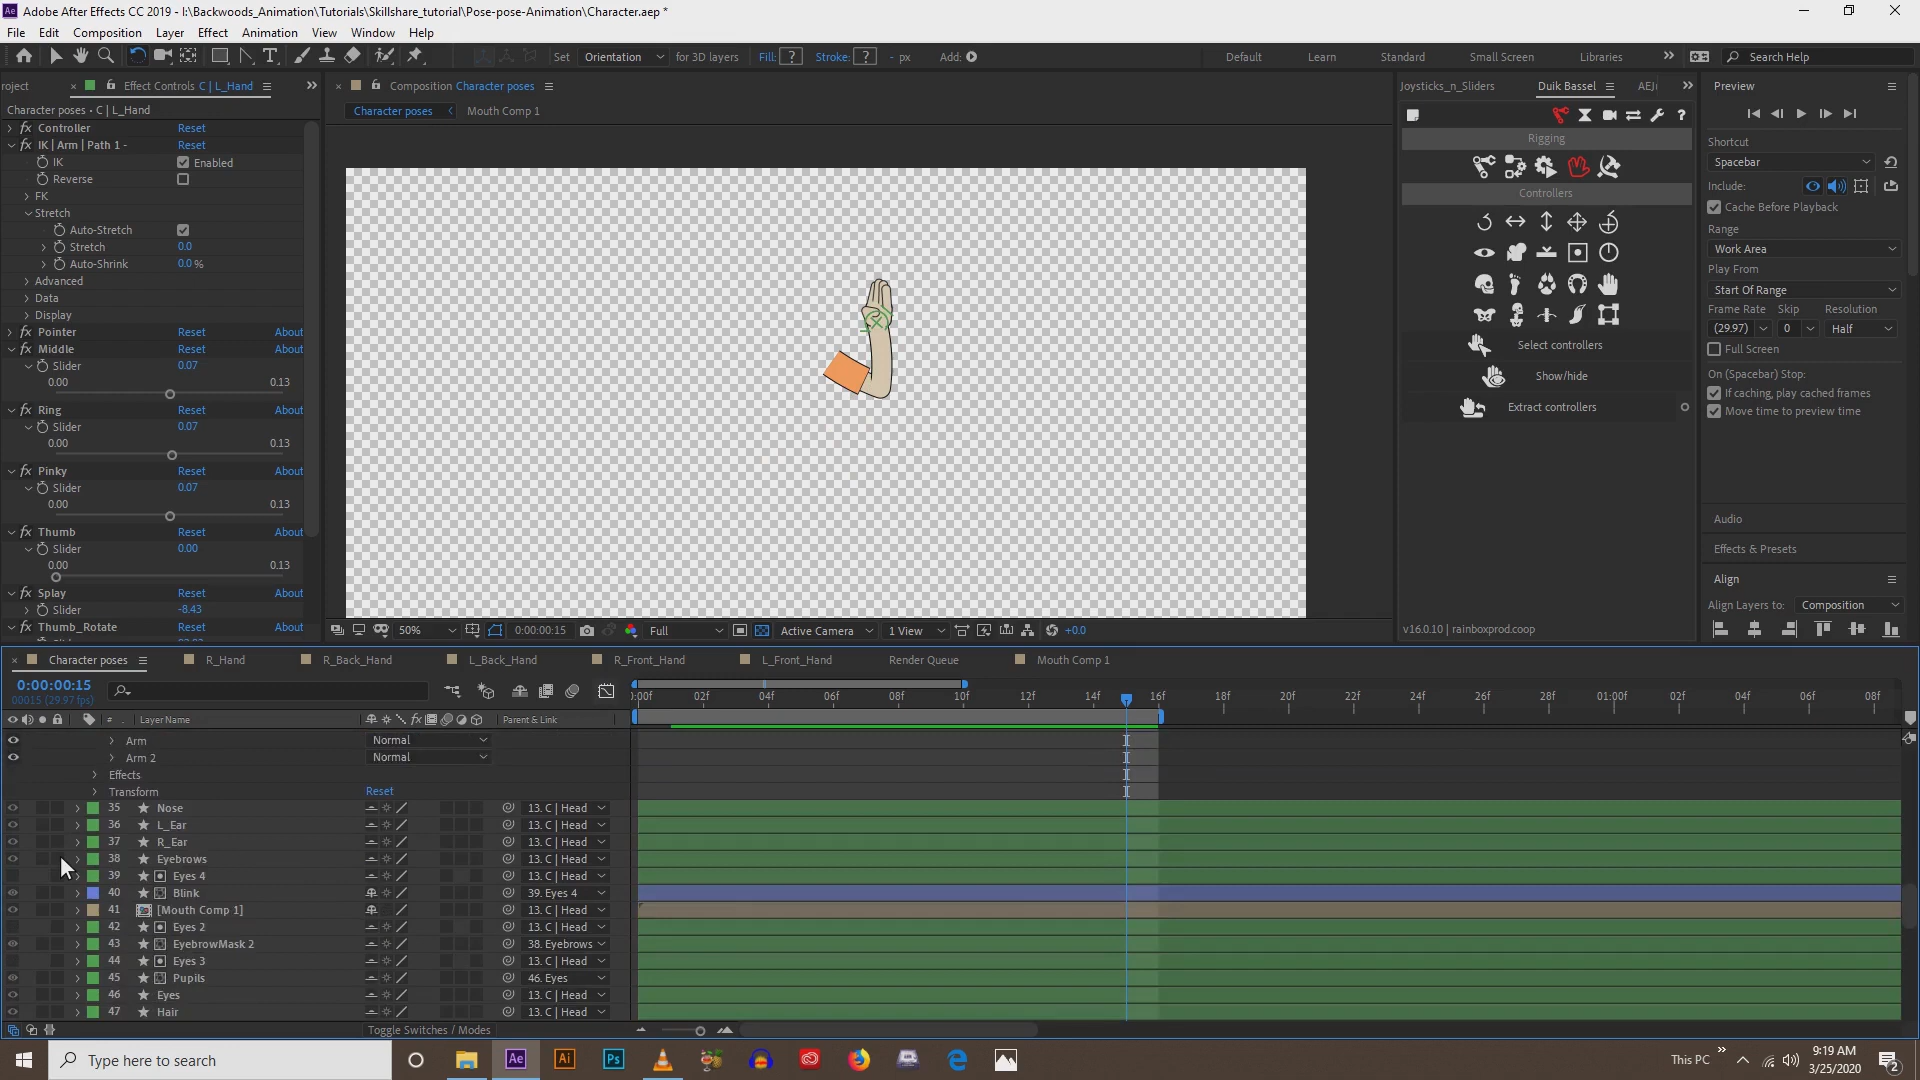 Adobe After Effects CC 2019 - I:\Backwoods_Animation\Tutorials\Skillshare_tutorial\Pose-pose-Animation\Character.aep *
File Edit Composition Layer Effect Animation View Window Help
Set Orientation for 3D layers Fill: ? Stroke: ? - px Add:
Default Learn Standard Small Screen Libraries Search Help
roject Effect Controls C | L_Hand
Character poses • C | L_Hand
fx Controller Reset
fx IK | Arm | Path 1 - Reset
IK Enabled
Reverse
FK
Stretch
Auto-Stretch
Stretch 0.0
Auto-Shrink 0.0 %
Advanced
Data
Display
fx Pointer Reset About
fx Middle Reset About
Slider 0.07
0.00 0.13
fx Ring Reset About
Slider 0.07
0.00 0.13
fx Pinky Reset About
Slider 0.07
0.00 0.13
fx Thumb Reset About
Slider 0.00
0.00 0.13
fx Splay Reset About
Slider -8.43
fx Thumb_Rotate Reset About
Composition Character poses
Character poses Mouth Comp 1
50% 0:00:00:15 Full Active Camera 1 View +0.0
Joysticks_n_Sliders Duik Bassel AEJ
Rigging
Controllers
Select controllers
Show/hide
Extract controllers
v16.0.10 | rainboxprod.coop
Preview
Shortcut
Spacebar
Include:
Cache Before Playback
Range
Work Area
Play From
Start Of Range
Frame Rate Skip Resolution
(29.97) 0 Half
Full Screen
On (Spacebar) Stop:
If caching, play cached frames
Move time to preview time
Audio
Effects & Presets
Align
Align Layers to: Composition
Character poses R_Hand R_Back_Hand L_Back_Hand R_Front_Hand L_Front_Hand Render Queue Mouth Comp 1
0:00:00:15
00015 (29.97 fps)
:00f 02f 04f 06f 08f 10f 12f 14f 16f 18f 20f 22f 24f 26f 28f 01:00f 02f 04f 06f 08f
# Layer Name fx Parent & Link
Arm Normal
Arm 2 Normal
Effects
Transform Reset
35 Nose 13. C | Head
36 L_Ear 13. C | Head
37 R_Ear 13. C | Head
38 Eyebrows 13. C | Head
39 Eyes 4 13. C | Head
40 Blink 39. Eyes 4
41 [Mouth Comp 1] 13. C | Head
42 Eyes 2 13. C | Head
43 EyebrowMask 2 38. Eyebrows
44 Eyes 3 13. C | Head
45 Pupils 46. Eyes
46 Eyes 13. C | Head
47 Hair 13. C | Head
Toggle Switches / Modes
Type here to search
Ae Ai Ps
This PC
9:19 AM
3/25/2020
2